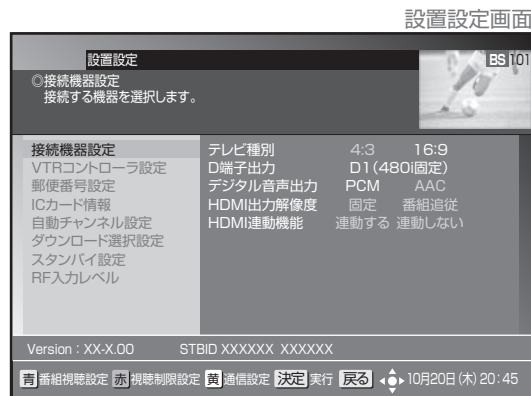 設置設定画面
設置設定
BS 101
◎接続機器設定
接続する機器を選択します。
接続機器設定
VTRコントローラ設定
郵便番号設定
ICカード情報
自動チャンネル設定
ダウンロード選択設定
スタンバイ設定
RF入力レベル
テレビ種別 4:3 16:9
D端子出力 D1(480i固定)
デジタル音声出力 PCM AAC
HDMI出力解像度 固定 番組追従
HDMI連動機能 連動する 連動しない
Version : XX-X.00 STBID XXXXXX XXXXXX
青 番組視聴設定 赤 視聴制限設定 黄 通信設定 決定 実行 戻る 10月20日(木) 20:45